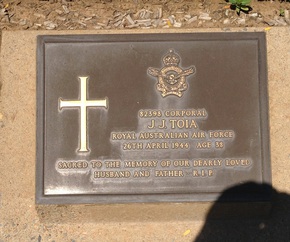 82398 CORPORAL
J. J. TOIA
ROYAL AUSTRALIAN AIR FORCE
26TH APRIL 1944 AGE 38
SACRED TO THE MEMORY OF OUR DEARLY LOVED
HUSBAND AND FATHER. R.I.P.